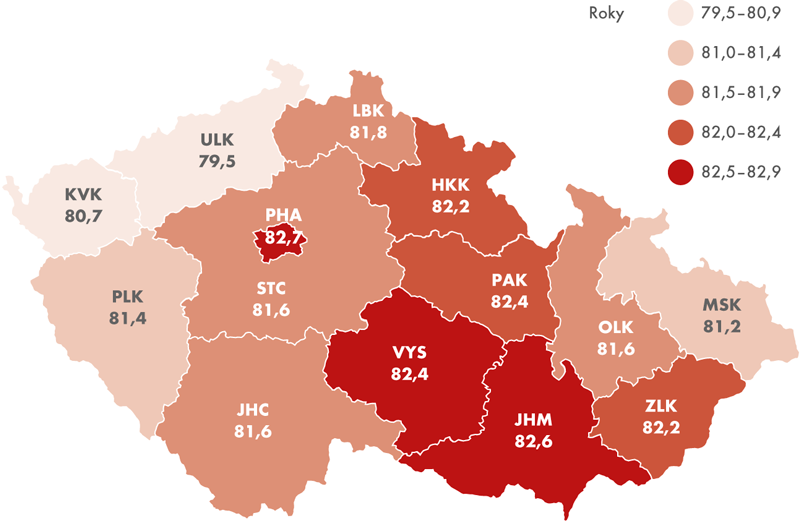 Roky
79,5–80,9
81,0–81,4
81,5–81,9
82,0–82,4
82,5–82,9
LBK
81,8
ULK
79,5
KVK
80,7
HKK
82,2
PHA
82,7
PLK
81,4
STC
81,6
PAK
82,4
MSK
81,2
OLK
81,6
VYS
82,4
JHC
81,6
JHM
82,6
ZLK
82,2